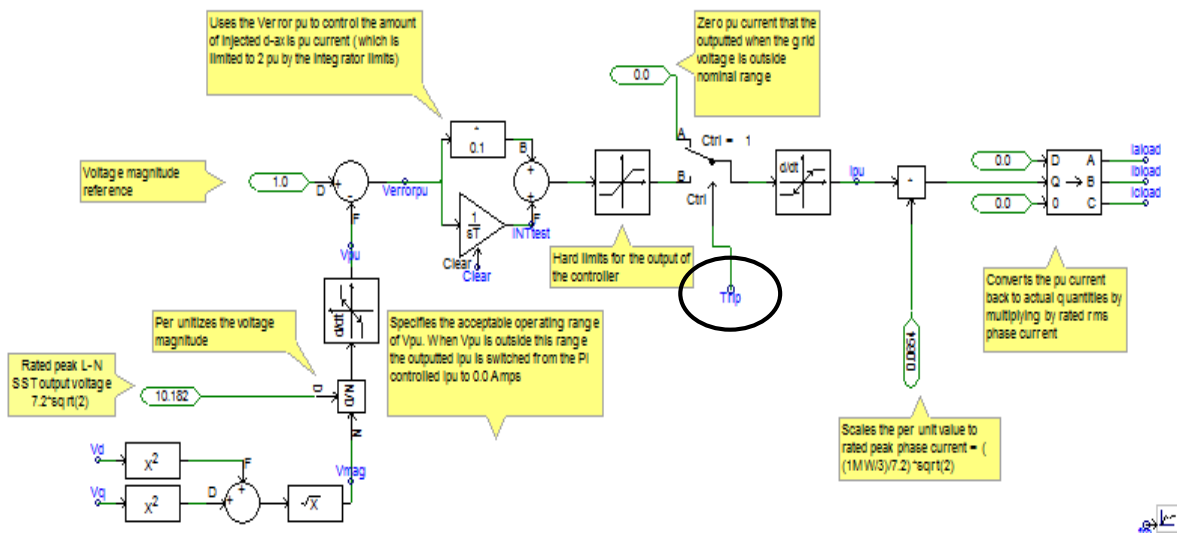 Uses the Verror pu to control the amount
of injected d-axis pu current (which is
limited to 2 pu by the integrator limits)
Zero pu current that the
outputted when the grid
voltage is outside
nominal range
0.0
A
Ctrl = 1
B
Ctrl
Voltage magnitude
reference
1.0
D
+
-
F
Verrorpu
*
0.1
B
+
+
F
1
sT
INTtest
Clear
Clear
Hard limits for the output of
the controller
Trip
d/dt
Ipu
*
0.0
0.0
D
Q
0
A
B
C
Iaload
Ibload
Icload
Converts the pu current
back to actual quantities by
multiplying by rated rms
phase current
Vpu
d/dt
Per unitizes the voltage
magnitude
Specifies the acceptable operating range
of Vpu. When Vpu is outside this range
the outputted Ipu is switched from the PI
controlled Ipu to 0.0 Amps
Rated peak L-N
SST output voltage
7.2*sqrt(2)
10.182
D
N/D
N
Vmag
Scales the per unit value to
rated peak phase current = (
(1MW/3)/7.2)*sqrt(2)
Vd
X²
F
+
Vq
X²
D
+
√X